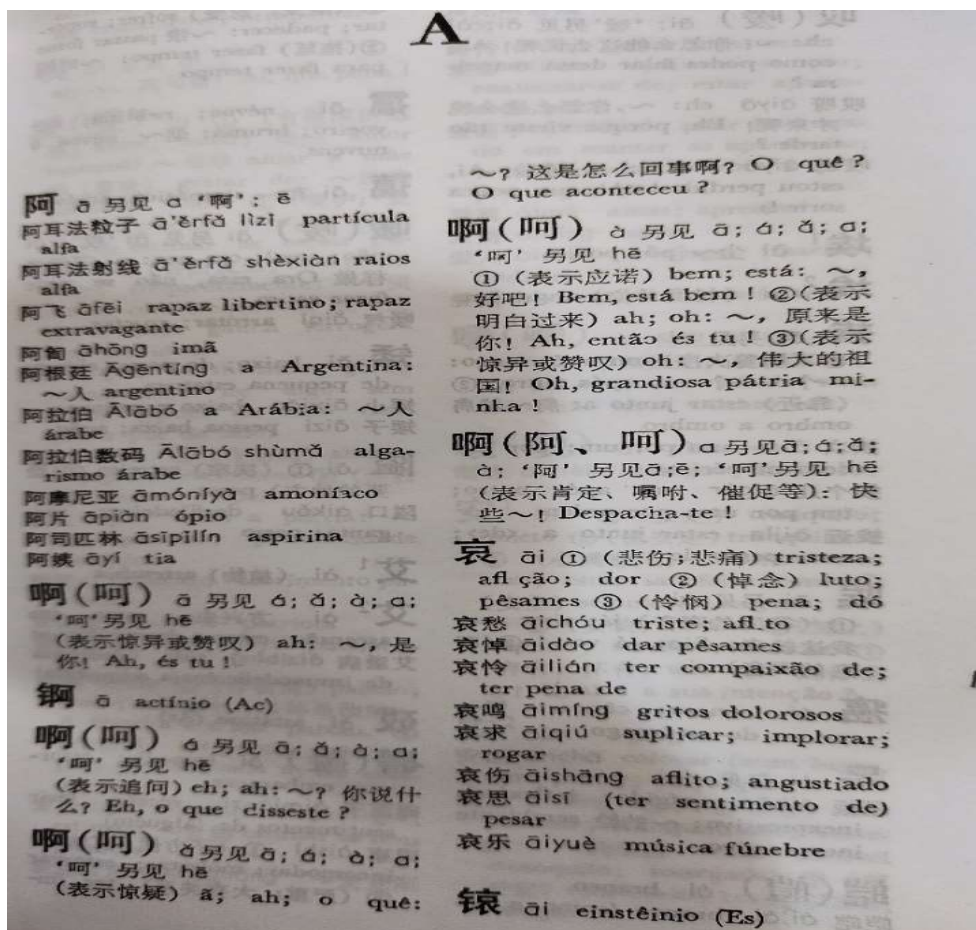 A
阿 ā 另见 ɑ ‘啊’; ē
阿耳法粒子 ā’ěrfǎ lìzǐ partícula
alfa
阿耳法射线 ā’ěrfǎ shèxiàn raios
alfa
阿飞 āfēi rapaz libertino; rapaz
extravagante
阿訇 āhōng imã
阿根廷 Āgēntíng a Argentina:
～人 argentino
阿拉伯 Ālābó a Arábia: ～人
árabe
阿拉伯数码 Ālābó shùmǎ alga-
rismo árabe
阿摩尼亚 āmóníyà amoníaco
阿片 āpiàn ópio
阿司匹林 āsīpǐlín aspirina
阿姨 āyí tia
啊(呵) ā 另见 á; ǎ; à; ɑ;
‘呵’另见 hē
(表示惊异或赞叹) ah: ～, 是
你! Ah, és tu !
锕 ā actínio (Ac)
啊(呵) á 另见 ā; ǎ; à; ɑ;
‘呵’ 另见 hē
(表示追问) eh; ah: ～? 你说什
么? Eh, o que disseste ?
啊(呵) ǎ 另见 ā; á; à; ɑ;
‘呵’ 另见 hē
(表示惊疑) ã; ah; o quê:
～? 这是怎么回事啊? O quê ?
O que aconteceu ?
啊(呵) à 另见 ā; á; ǎ; ɑ;
‘呵’ 另见 hē
① (表示应诺) bem; está: ～,
好吧! Bem, está bem ! ②(表示
明白过来) ah; oh: ～, 原来是
你! Ah, então és tu ! ③(表示
惊异或赞叹) oh: ～, 伟大的祖
国! Oh, grandiosa pátria mi-
nha !
啊(阿、呵) ɑ 另见ā; á; ǎ;
à; ‘阿’ 另见ā; ē; ‘呵’另见 hē
(表示肯定、嘱咐、催促等): 快
些～! Despacha-te !
哀 āi ① (悲伤; 悲痛) tristeza;
afl ção; dor ② (悼念) luto;
pêsames ③ (怜悯) pena; dó
哀愁 āichóu triste; afl.to
哀悼 āidào dar pêsames
哀怜 āilián ter compaixão de;
ter pena de
哀鸣 āimíng gritos dolorosos
哀求 āiqiú suplicar; implorar;
rogar
哀伤 āishāng aflito; angustiado
哀思 āisī (ter sentimento de)
pesar
哀乐 āiyuè música fúnebre
锿 āi einstêinio (Es)